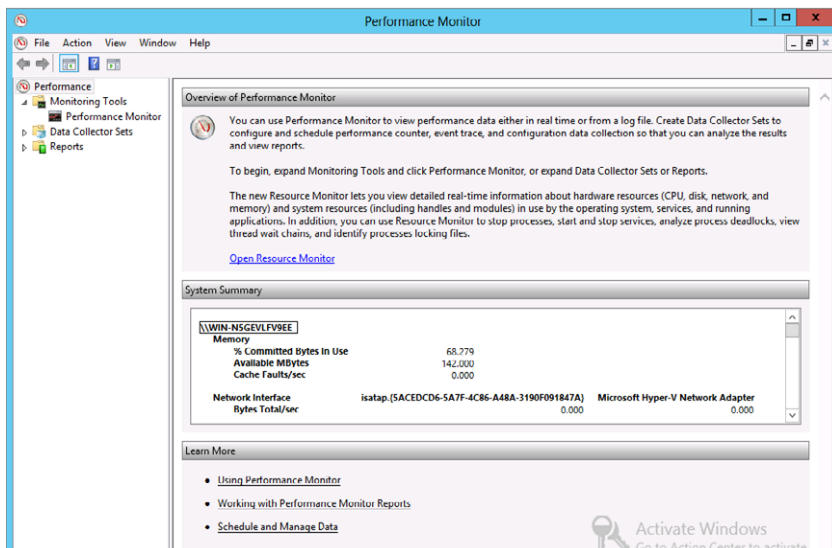 Performance Monitor
File Action View Window Help
Performance
Monitoring Tools
Performance Monitor
Data Collector Sets
Reports
Overview of Performance Monitor
You can use Performance Monitor to view performance data either in real time or from a log file. Create Data Collector Sets to
configure and schedule performance counter, event trace, and configuration data collection so that you can analyze the results
and view reports.
To begin, expand Monitoring Tools and click Performance Monitor, or expand Data Collector Sets or Reports.
The new Resource Monitor lets you view detailed real-time information about hardware resources (CPU, disk, network, and
memory) and system resources (including handles and modules) in use by the operating system, services, and running
applications. In addition, you can use Resource Monitor to stop processes, start and stop services, analyze process deadlocks, view
thread wait chains, and identify processes locking files.
Open Resource Monitor
System Summary
\\WIN-N5GEVLFV9EE
Memory
% Committed Bytes In Use 68.279
Available MBytes 142.000
Cache Faults/sec 0.000
Network Interface isatap.{5ACEDCD6-5A7F-4C86-A48A-3190F091847A} Microsoft Hyper-V Network Adapter
Bytes Total/sec 0.000 0.000
Learn More
Using Performance Monitor
Working with Performance Monitor Reports
Schedule and Manage Data
Activate Windows
Go to Action Center to activate